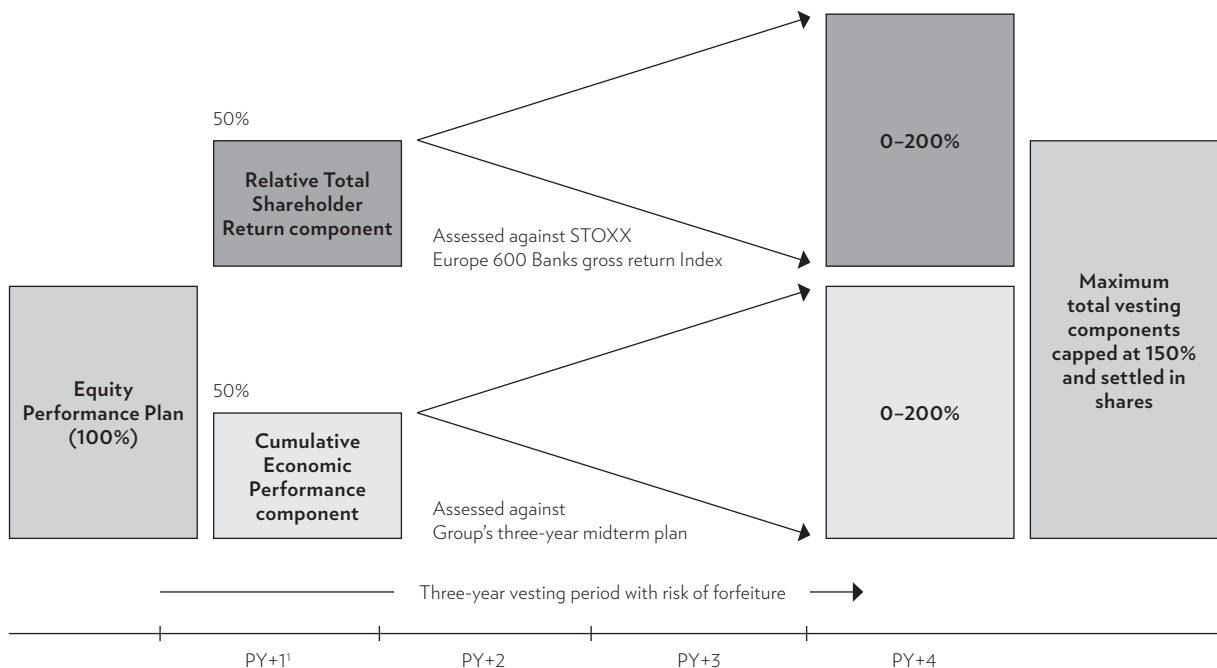 50%
Relative Total
Shareholder
Return component
Assessed against STOXX
Europe 600 Banks gross return Index
0–200%
Equity
Performance Plan
(100%)
50%
Cumulative
Economic
Performance
component
Assessed against
Group’s three-year midterm plan
0–200%
Maximum
total vesting
components
capped at 150%
and settled in
shares
Three-year vesting period with risk of forfeiture
PY+1¹
PY+2
PY+3
PY+4